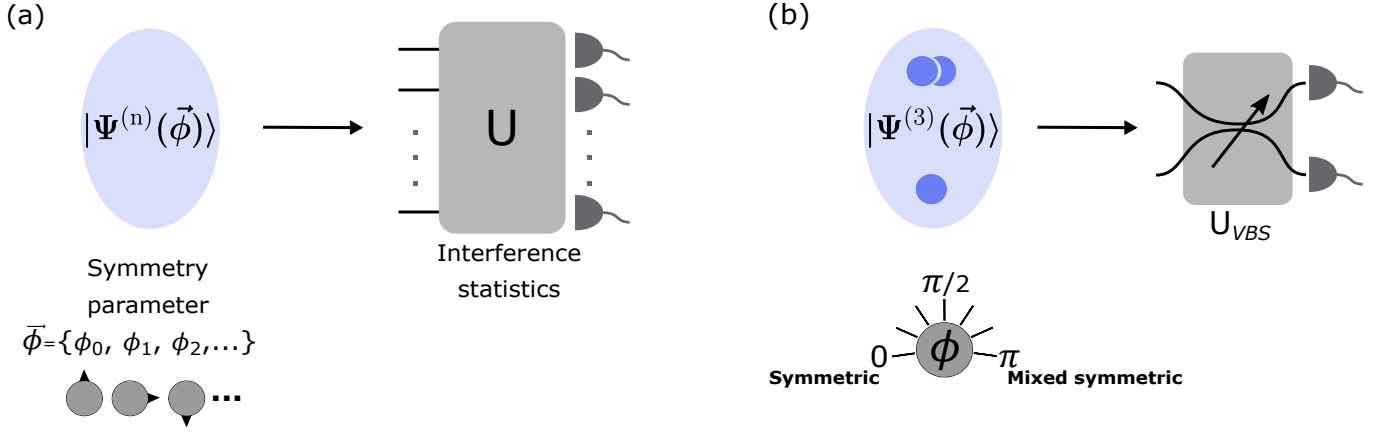 (a)
|Ψ⁽ⁿ⁾(ϕ⃗)⟩
U
Interference
statistics
Symmetry
parameter
ϕ⃗={ϕ₀, ϕ₁, ϕ₂,...}
...
(b)
|Ψ⁽³⁾(ϕ⃗)⟩
U_VBS
π/2
0
ϕ
π
Symmetric
Mixed symmetric